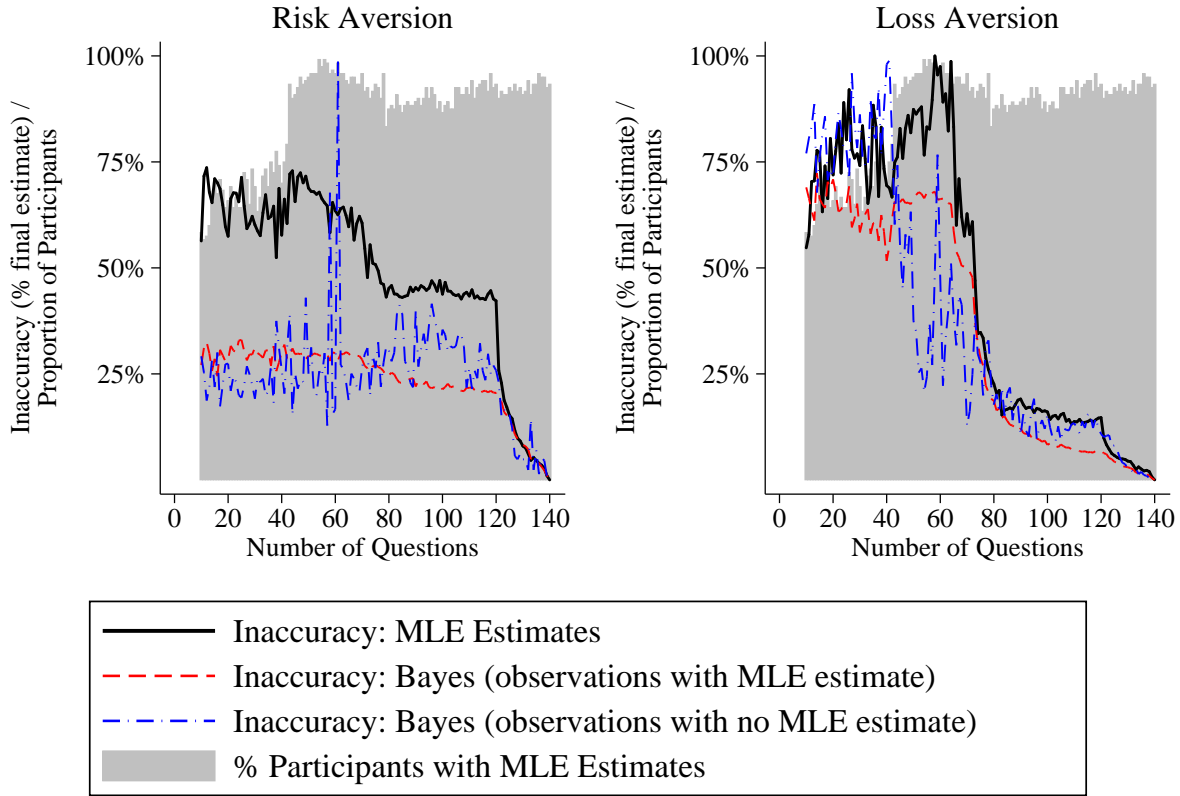 Risk Aversion
Inaccuracy (% final estimate) /
Proportion of Participants
100%
75%
50%
25%
0 20 40 60 80 100 120 140
Number of Questions
Loss Aversion
Inaccuracy (% final estimate) /
Proportion of Participants
100%
75%
50%
25%
0 20 40 60 80 100 120 140
Number of Questions
Inaccuracy: MLE Estimates
Inaccuracy: Bayes (observations with MLE estimate)
Inaccuracy: Bayes (observations with no MLE estimate)
% Participants with MLE Estimates